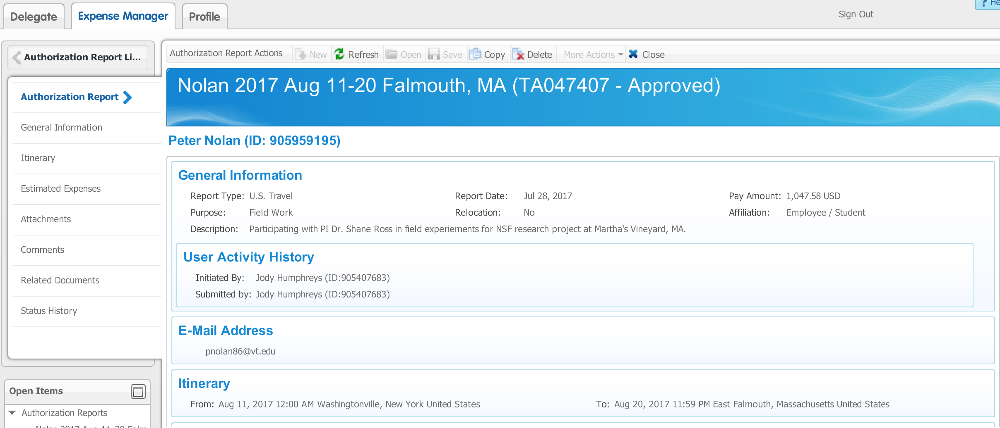 Delegate
Expense Manager
Profile
Sign Out
? He
Authorization Report Li...
Authorization Report
General Information
Itinerary
Estimated Expenses
Attachments
Comments
Related Documents
Status History
Open Items
Authorization Reports
Nolan 2017 Aug 11-20 Falm
Authorization Report Actions New Refresh Open Save Copy Delete More Actions Close
Nolan 2017 Aug 11-20 Falmouth, MA (TA047407 - Approved)
Peter Nolan (ID: 905959195)
General Information
Report Type: U.S. Travel Report Date: Jul 28, 2017 Pay Amount: 1,047.58 USD
Purpose: Field Work Relocation: No Affiliation: Employee / Student
Description: Participating with PI Dr. Shane Ross in field experiements for NSF research project at Martha's Vineyard, MA.
User Activity History
Initiated By: Jody Humphreys (ID:905407683)
Submitted by: Jody Humphreys (ID:905407683)
E-Mail Address
pnolan86@vt.edu
Itinerary
From: Aug 11, 2017 12:00 AM Washingtonville, New York United States To: Aug 20, 2017 11:59 PM East Falmouth, Massachusetts United States